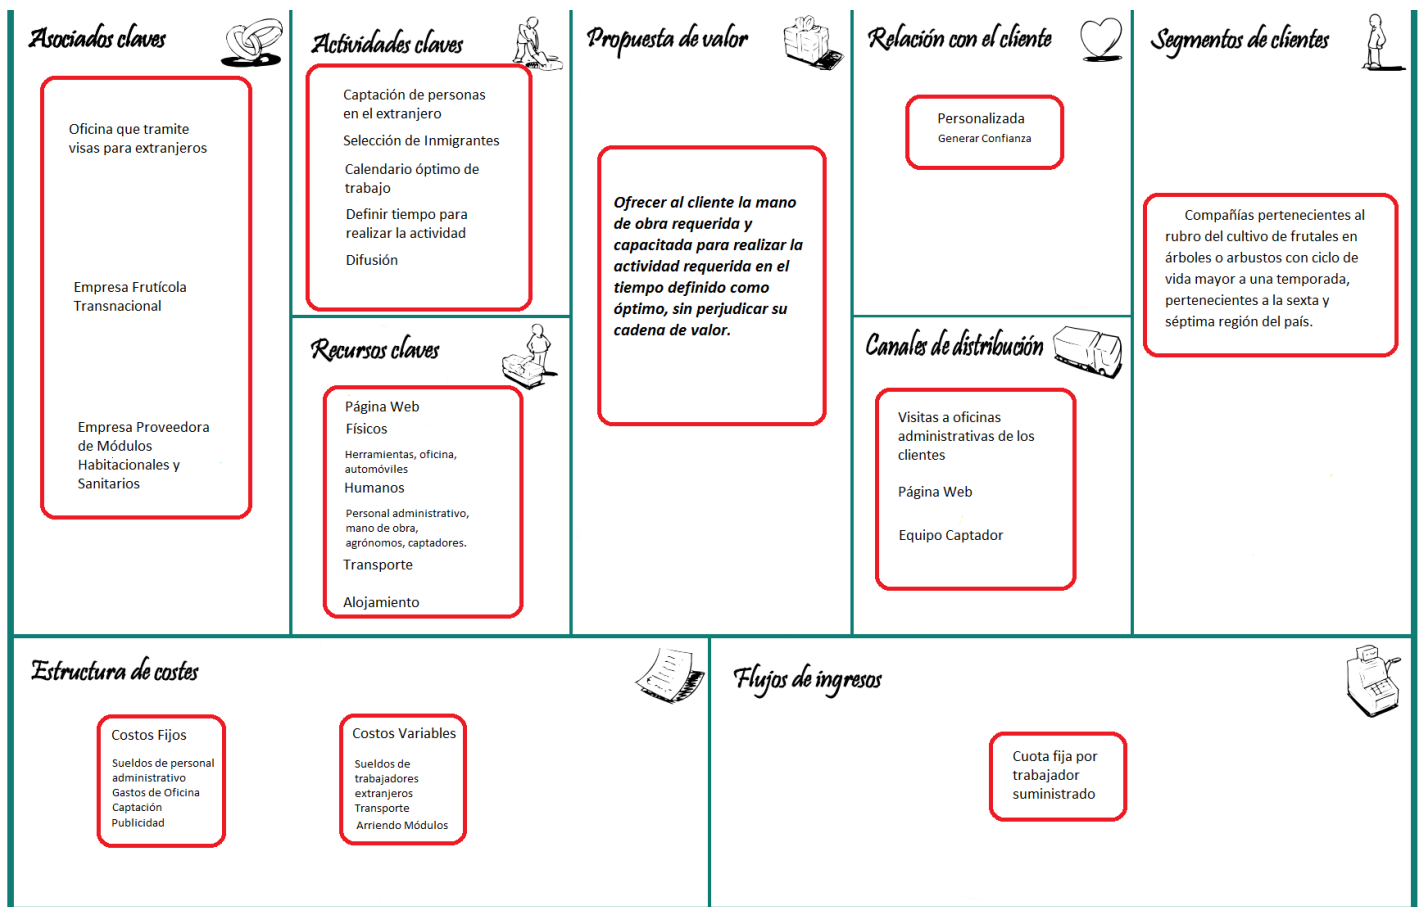 Asociados claves
Oficina que tramite
visas para extranjeros
Empresa Frutícola
Transnacional
Empresa Proveedora
de Módulos
Habitacionales y
Sanitarios
Actividades claves
Captación de personas
en el extranjero
Selección de Inmigrantes
Calendario óptimo de
trabajo
Definir tiempo para
realizar la actividad
Difusión
Recursos claves
Página Web
Físicos
Herramientas, oficina,
automóviles
Humanos
Personal administrativo,
mano de obra,
agrónomos, captadores.
Transporte
Alojamiento
Propuesta de valor
Ofrecer al cliente la mano
de obra requerida y
capacitada para realizar la
actividad requerida en el
tiempo definido como
óptimo, sin perjudicar su
cadena de valor.
Relación con el cliente
Personalizada
Generar Confianza
Canales de distribución
Visitas a oficinas
administrativas de los
clientes
Página Web
Equipo Captador
Segmentos de clientes
Compañías pertenecientes al
rubro del cultivo de frutales en
árboles o arbustos con ciclo de
vida mayor a una temporada,
pertenecientes a la sexta y
séptima región del país.
Estructura de costes
Costos Fijos
Sueldos de personal
administrativo
Gastos de Oficina
Captación
Publicidad
Costos Variables
Sueldos de
trabajadores
extranjeros
Transporte
Arriendo Módulos
Flujos de ingresos
Cuota fija por
trabajador
suministrado